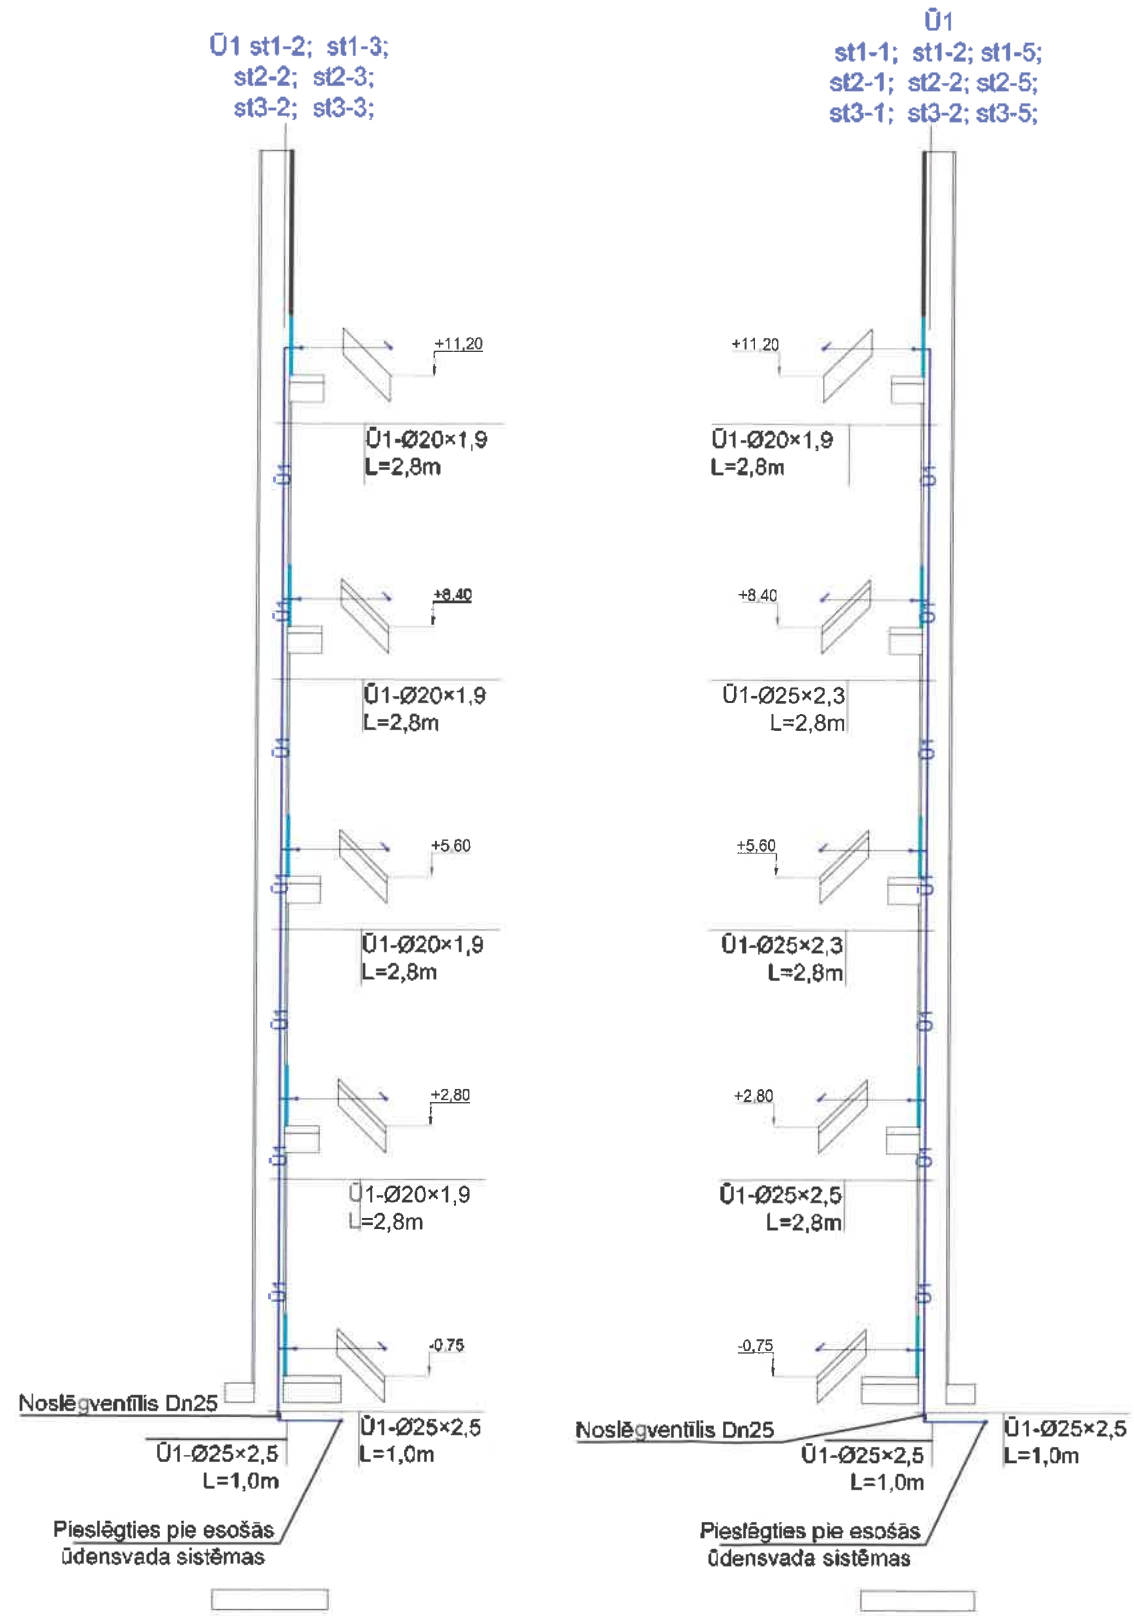 Ū1 st1-2; st1-3;
st2-2; st2-3;
st3-2; st3-3;
+11,20
Ū1-Ø20×1,9
L=2,8m
Ū1
+8,40
Ū1
Ū1-Ø20×1,9
L=2,8m
Ū1
+5,60
Ū1
Ū1-Ø20×1,9
L=2,8m
Ū1
+2,80
Ū1
Ū1-Ø20×1,9
L=2,8m
Ū1
-0,75
Noslēgventīlis Dn25
Ū1-Ø25×2,5
L=1,0m
Ū1-Ø25×2,5
L=1,0m
Pieslēgties pie esošās
ūdensvada sistēmas
Ū1
st1-1; st1-2; st1-5;
st2-1; st2-2; st2-5;
st3-1; st3-2; st3-5;
+11,20
Ū1-Ø20×1,9
L=2,8m
Ū1
+8,40
Ū1
Ū1-Ø25×2,3
L=2,8m
Ū1
+5,60
Ū1
Ū1-Ø25×2,3
L=2,8m
Ū1
+2,80
Ū1
Ū1-Ø25×2,5
L=2,8m
Ū1
-0,75
Noslēgventīlis Dn25
Ū1-Ø25×2,5
L=1,0m
Ū1-Ø25×2,5
L=1,0m
Pieslēgties pie esošās
ūdensvada sistēmas